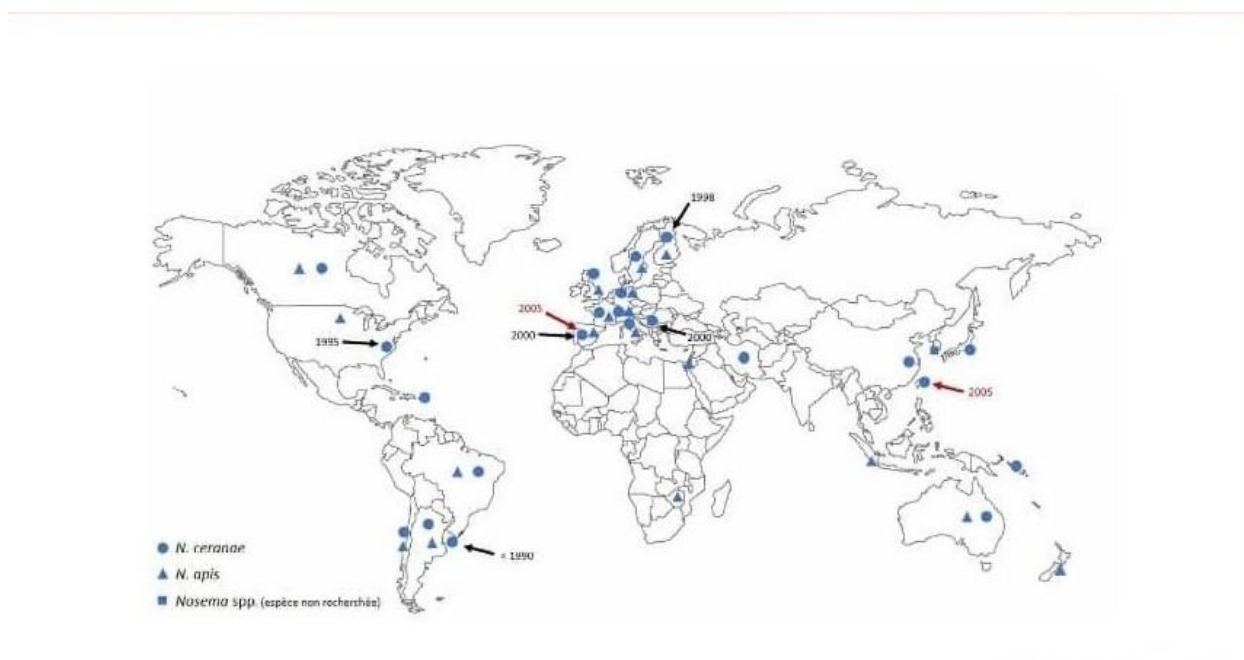 1998
2005
2000
2000
1995
2005
< 1990
N. ceranae
N. apis
Nosema spp. (espèce non recherchée)